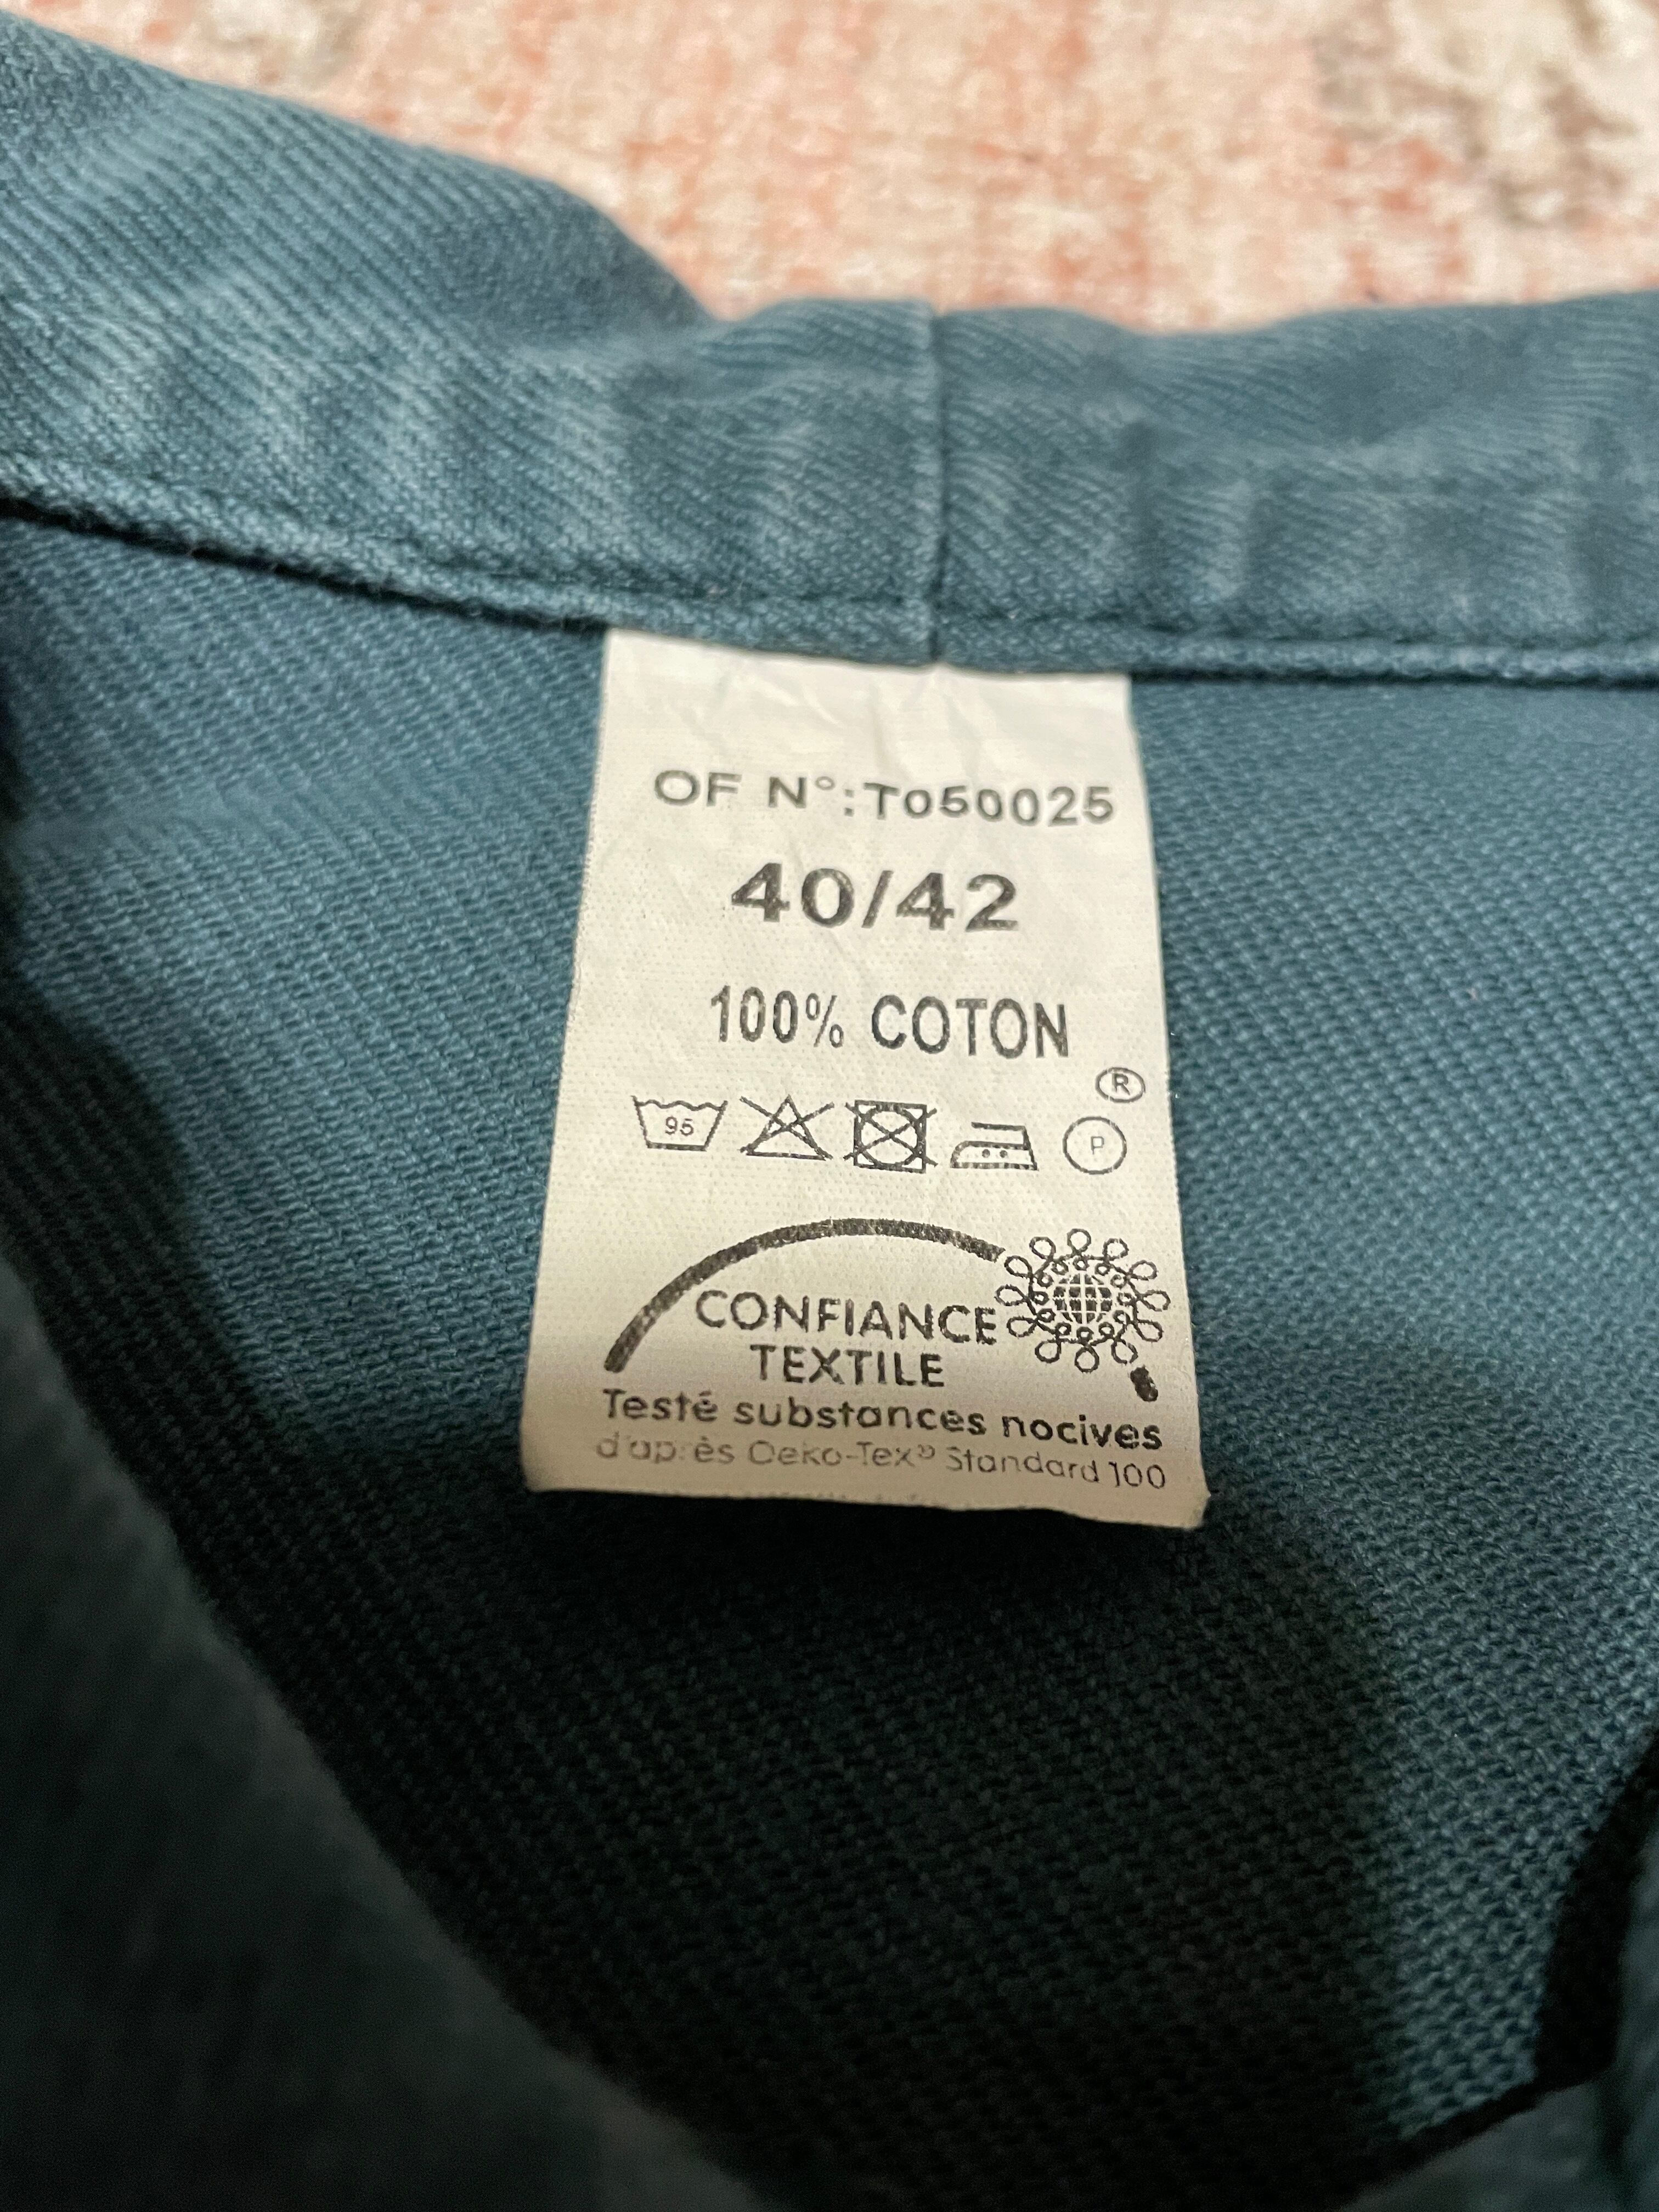 OF N°:T050025
40/42
100% COTON
®
95 P
CONFIANCE
TEXTILE
Testé substances nocives
d'après Oeko-Tex® Standard 100